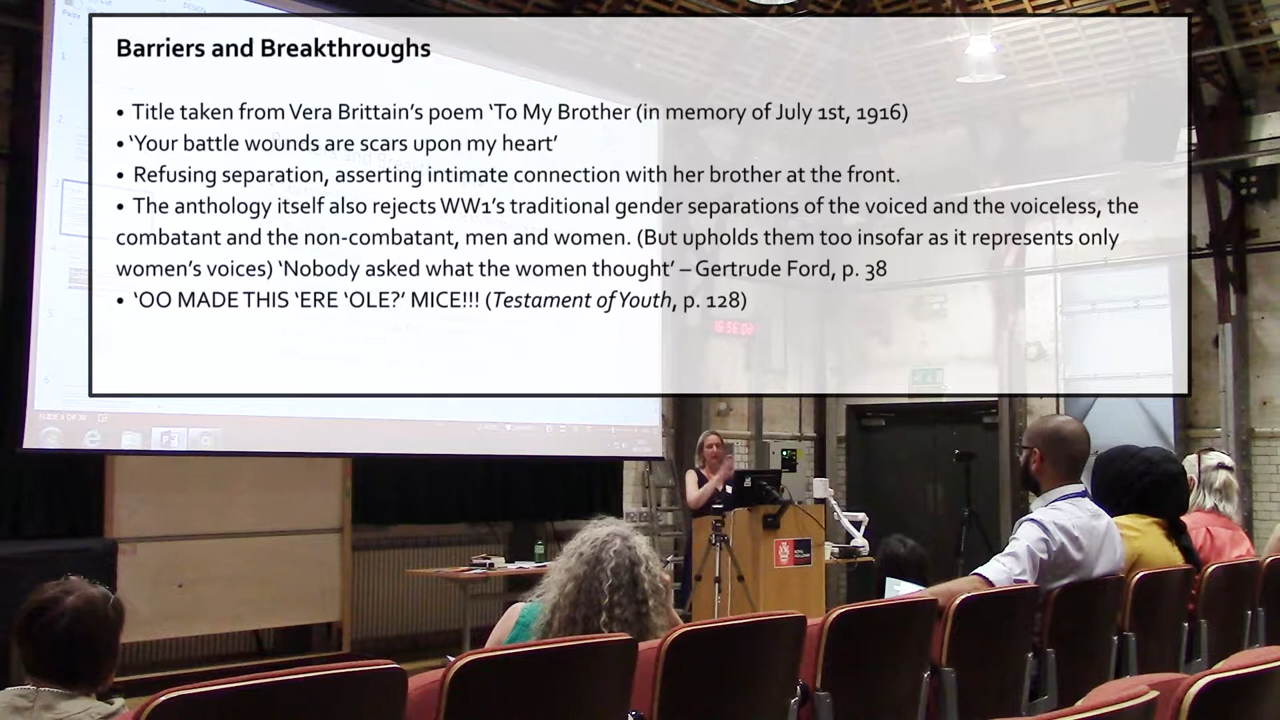 Barriers and Breakthroughs
• Title taken from Vera Brittain's poem 'To My Brother (in memory of July 1st, 1916)
• 'Your battle wounds are scars upon my heart'
• Refusing separation, asserting intimate connection with her brother at the front.
• The anthology itself also rejects WW1's traditional gender separations of the voiced and the voiceless, the
combatant and the non-combatant, men and women. (But upholds them too insofar as it represents only
women's voices) 'Nobody asked what the women thought' – Gertrude Ford, p. 38
• 'OO MADE THIS 'ERE 'OLE?' MICE!!! (Testament of Youth, p. 128)
ROYAL
HOLLOWAY